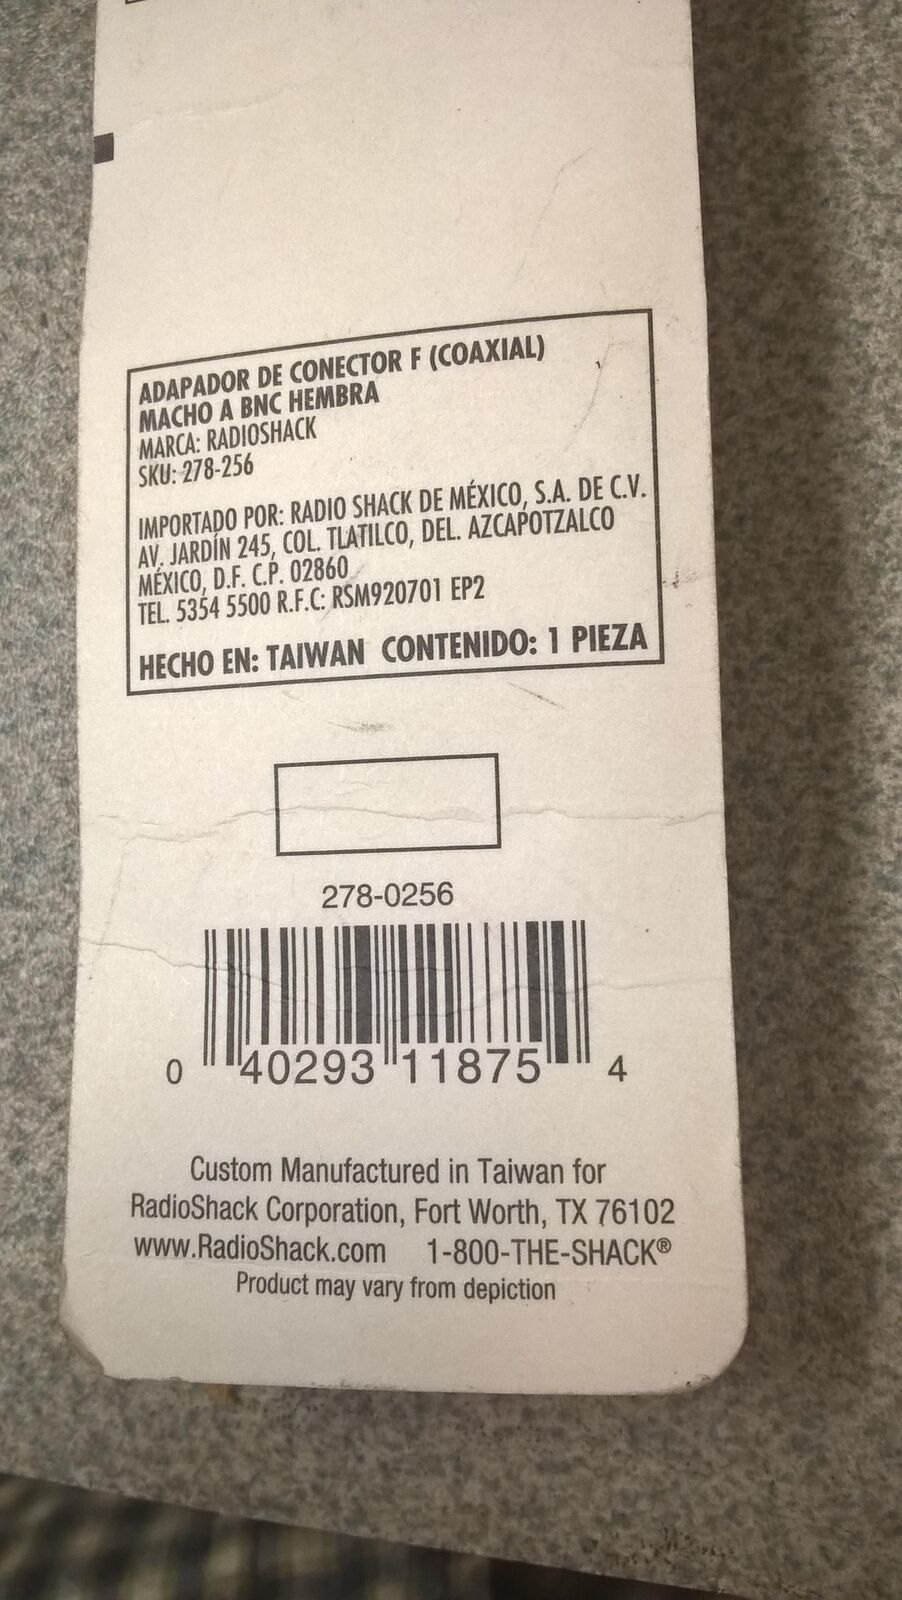 ADAPADOR DE CONECTOR F (COAXIAL)
MACHO A BNC HEMBRA
MARCA: RADIOSHACK
SKU: 278-256
IMPORTADO POR: RADIO SHACK DE MÉXICO, S.A. DE C.V.
AV. JARDÍN 245, COL. TLATILCO, DEL. AZCAPOTZALCO
MÉXICO, D.F. C.P. 02860
TEL. 5354 5500 R.F.C: RSM920701 EP2
HECHO EN: TAIWAN CONTENIDO: 1 PIEZA
278-0256
0 40293 11875 4
Custom Manufactured in Taiwan for
RadioShack Corporation, Fort Worth, TX 76102
www.RadioShack.com 1-800-THE-SHACK®
Product may vary from depiction